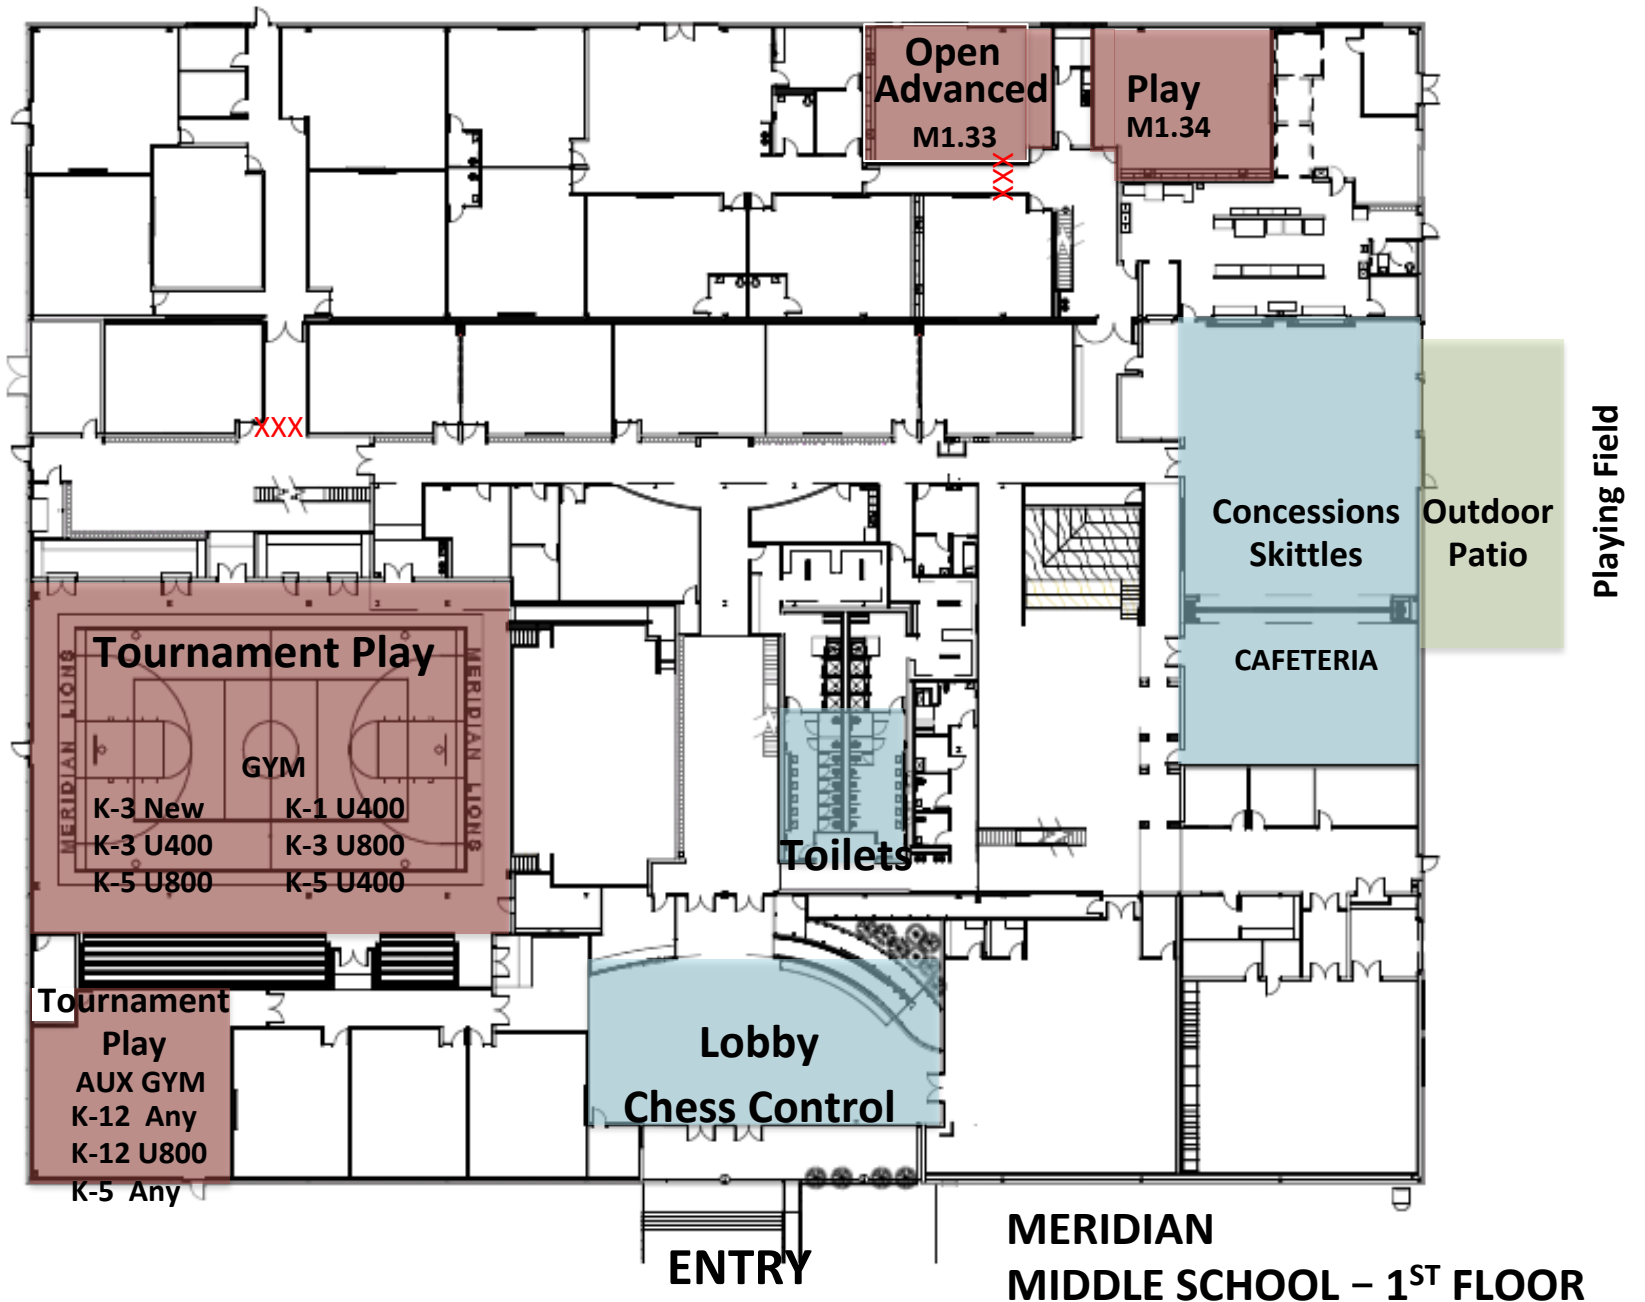 Open
Advanced
M1.33
Play
M1.34
XXX
XXX
Concessions
Skittles
CAFETERIA
Outdoor
Patio
Playing Field
Tournament Play
MERIDIAN LIONS
MERIDIAN LIONS
GYM
K-3 New K-1 U400
K-3 U400 K-3 U800
K-5 U800 K-5 U400
Toilets
Tournament
Play
AUX GYM
K-12 Any
K-12 U800
K-5 Any
Lobby
Chess Control
ENTRY
MERIDIAN
MIDDLE SCHOOL – 1ST FLOOR